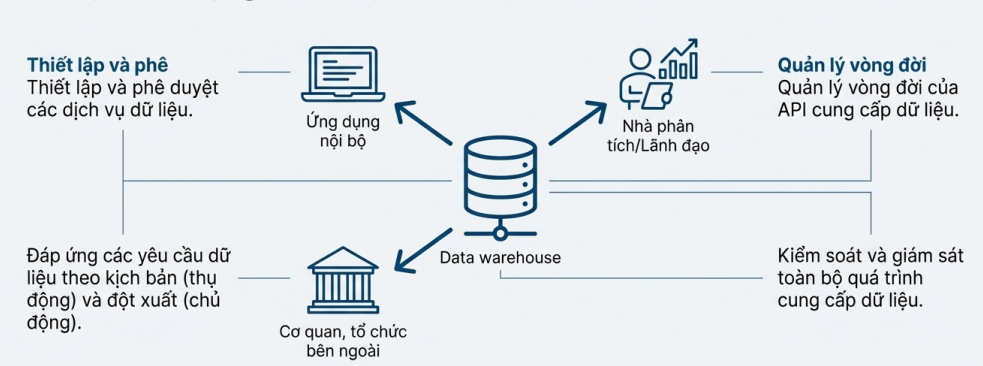 Thiết lập và phê
Thiết lập và phê duyệt
các dịch vụ dữ liệu.
Ứng dụng
nội bộ
Nhà phân
tích/Lãnh đạo
Quản lý vòng đời
Quản lý vòng đời của
API cung cấp dữ liệu.
Data warehouse
Đáp ứng các yêu cầu dữ
liệu theo kịch bản (thụ
động) và đột xuất (chủ
động).
Cơ quan, tổ chức
bên ngoài
Kiểm soát và giám sát
toàn bộ quá trình
cung cấp dữ liệu.